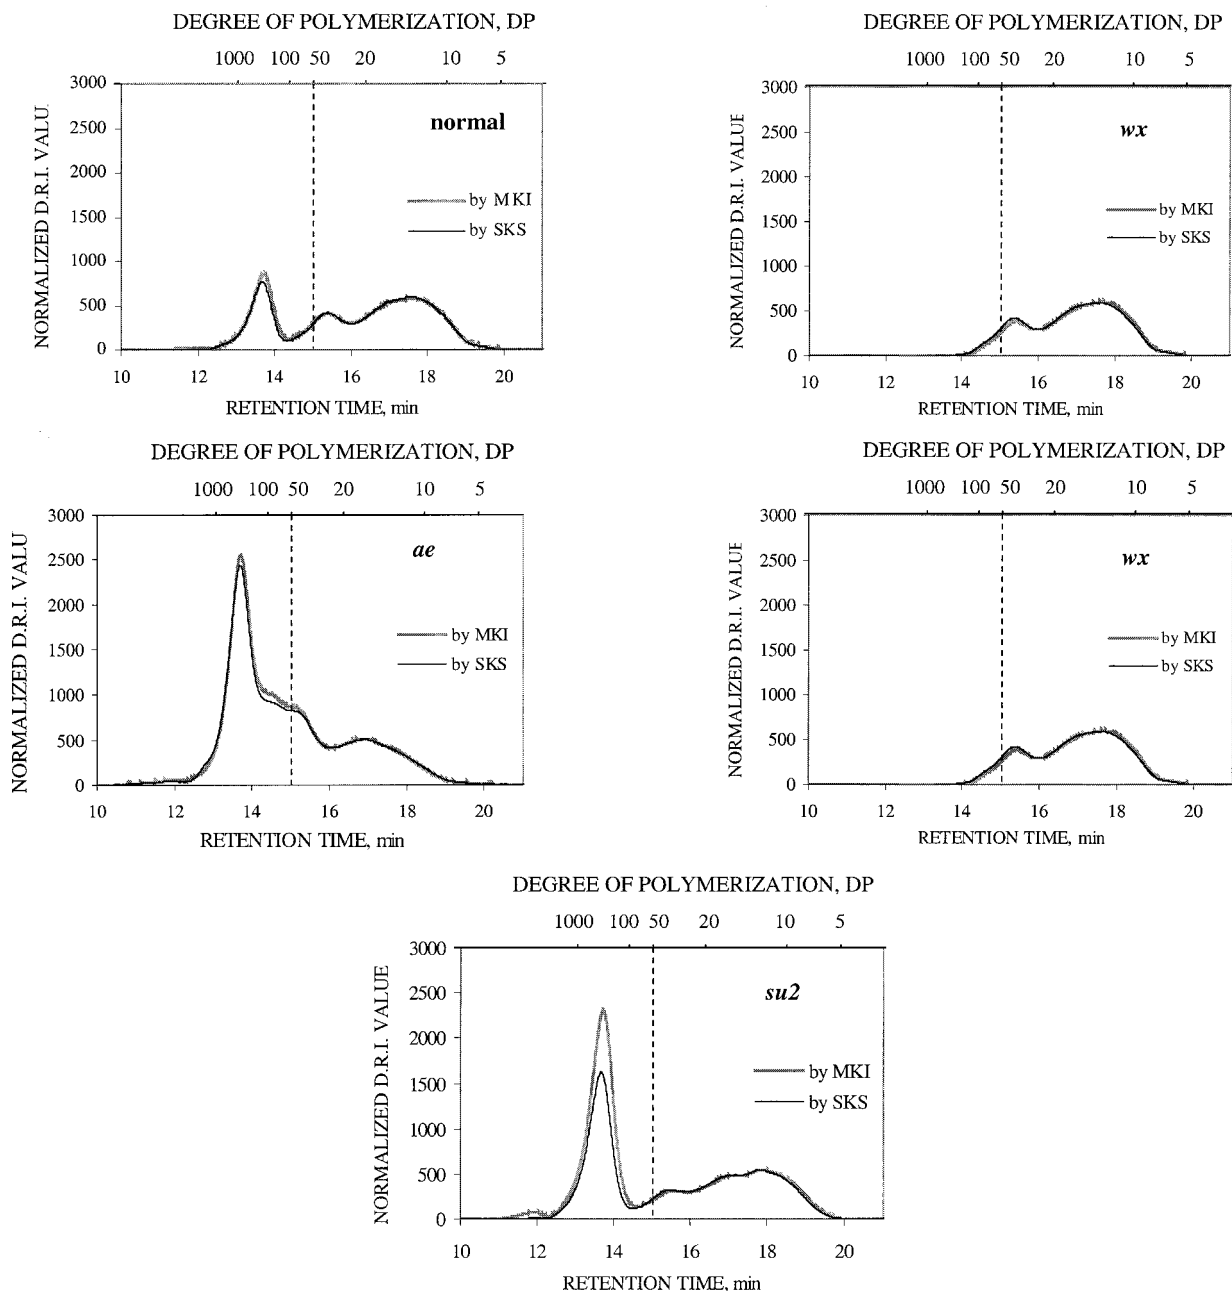 DEGREE OF POLYMERIZATION, DP
1000 100 50 20 10 5
NORMALIZED D.R.I. VALU
3000
2500
2000
1500
1000
500
0
normal
by MKI
by SKS
10 12 14 16 18 20
RETENTION TIME, min
DEGREE OF POLYMERIZATION, DP
1000 100 50 20 10 5
NORMALIZED D.R.I. VALUE
3000
2500
2000
1500
1000
500
0
wx
by MKI
by SKS
10 12 14 16 18 20
RETENTION TIME, min
DEGREE OF POLYMERIZATION, DP
1000 100 50 20 10 5
NORMALIZED D.R.I. VALU
3000
2500
2000
1500
1000
500
0
ae
by MKI
by SKS
10 12 14 16 18 20
RETENTION TIME, min
DEGREE OF POLYMERIZATION, DP
1000 100 50 20 10 5
NORMALIZED D.R.I. VALUE
3000
2500
2000
1500
1000
500
0
wx
by MKI
by SKS
10 12 14 16 18 20
RETENTION TIME, min
DEGREE OF POLYMERIZATION, DP
1000 100 50 20 10 5
NORMALIZED D.R.I. VALUE
3000
2500
2000
1500
1000
500
0
su2
by MKI
by SKS
10 12 14 16 18 20
RETENTION TIME, min